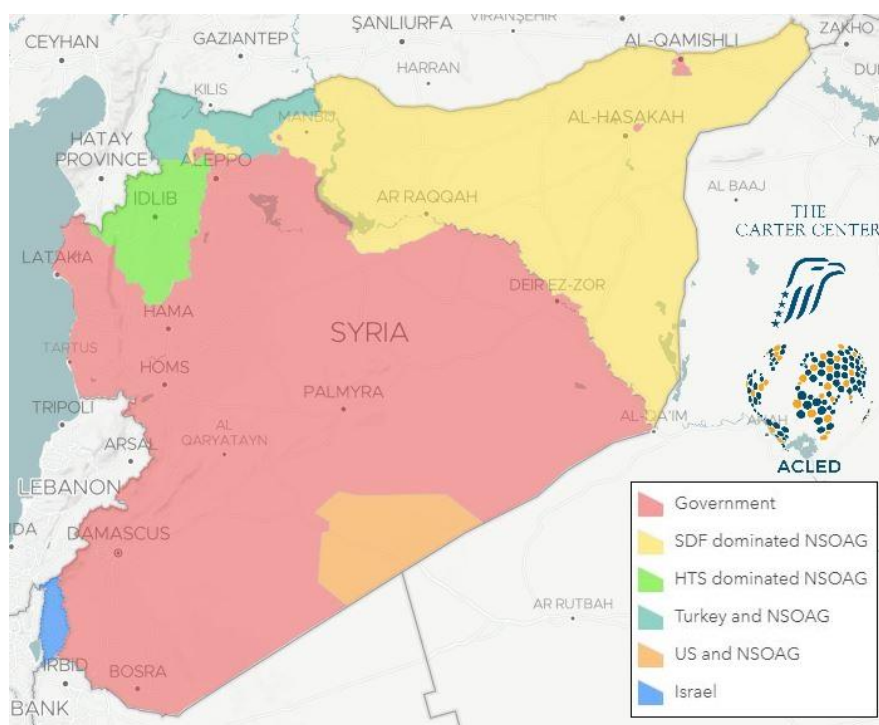 ŞANLIURFA
VIRANŞEHIR
CEYHAN
GAZIANTEP
AL-QAMISHLI
ZAKHO
KILIS
HARRAN
MANBIJ
HATAY
PROVINCE
AL-HASAKAH
ALEPPO
IDLIB
AR RAQQAH
AL BAAJ
THE
CARTER CENTER
LATAKIA
DEIR EZ-ZOR
HAMA
SYRIA
TARTUS
HOMS
PALMYRA
TRIPOLI
AL
QARYATAYN
AL-QA'IM
ANAH
ARSAL
ACLED
LEBANON
Government
DAMASCUS
SDF dominated NSOAG
HTS dominated NSOAG
AR RUTBAH
Turkey and NSOAG
US and NSOAG
IRBID
BOSRA
Israel
BANK